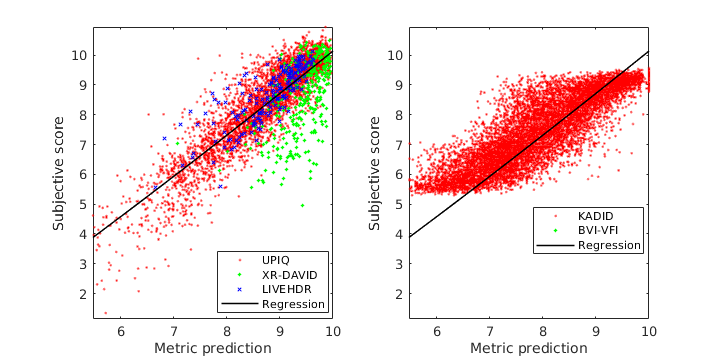 Subjective score
10
9
8
7
6
5
4
3
2
6
7
8
9
10
Metric prediction
UPIQ
XR-DAVID
LIVEHDR
Regression
Subjective score
10
9
8
7
6
5
4
3
2
6
7
8
9
10
Metric prediction
KADID
BVI-VFI
Regression